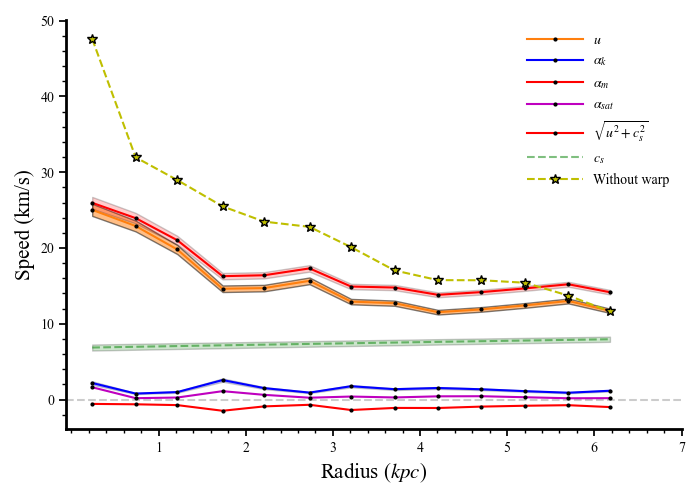 50
40
30
20
10
0
Speed (km/s)
u
αk
αm
αsat
√u² + cs²
cs
Without warp
1 2 3 4 5 6 7
Radius (kpc)